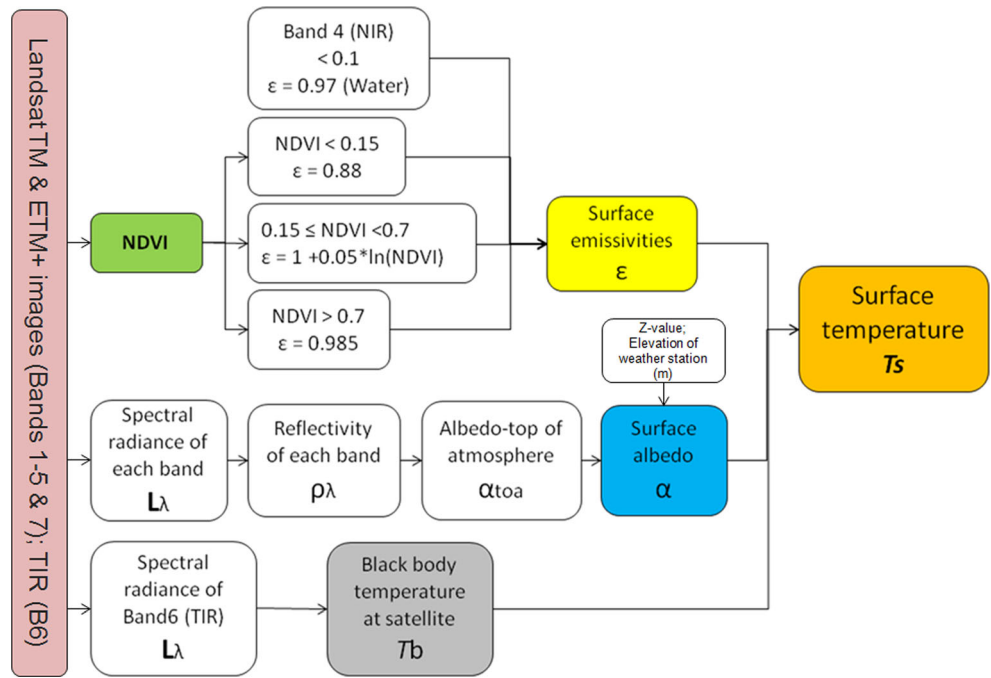 Landsat TM & ETM+ images (Bands 1-5 & 7); TIR (B6)
Band 4 (NIR)
< 0.1
ε = 0.97 (Water)
NDVI < 0.15
ε = 0.88
NDVI
0.15 ≤ NDVI <0.7
ε = 1 +0.05*ln(NDVI)
NDVI > 0.7
ε = 0.985
Surface
emissivities
ε
Z-value;
Elevation of
weather station
(m)
Surface
temperature
Ts
Spectral
radiance of
each band
Lλ
Reflectivity
of each band
ρλ
Albedo-top of
atmosphere
αtoa
Surface
albedo
α
Spectral
radiance of
Band6 (TIR)
Lλ
Black body
temperature
at satellite
Tb